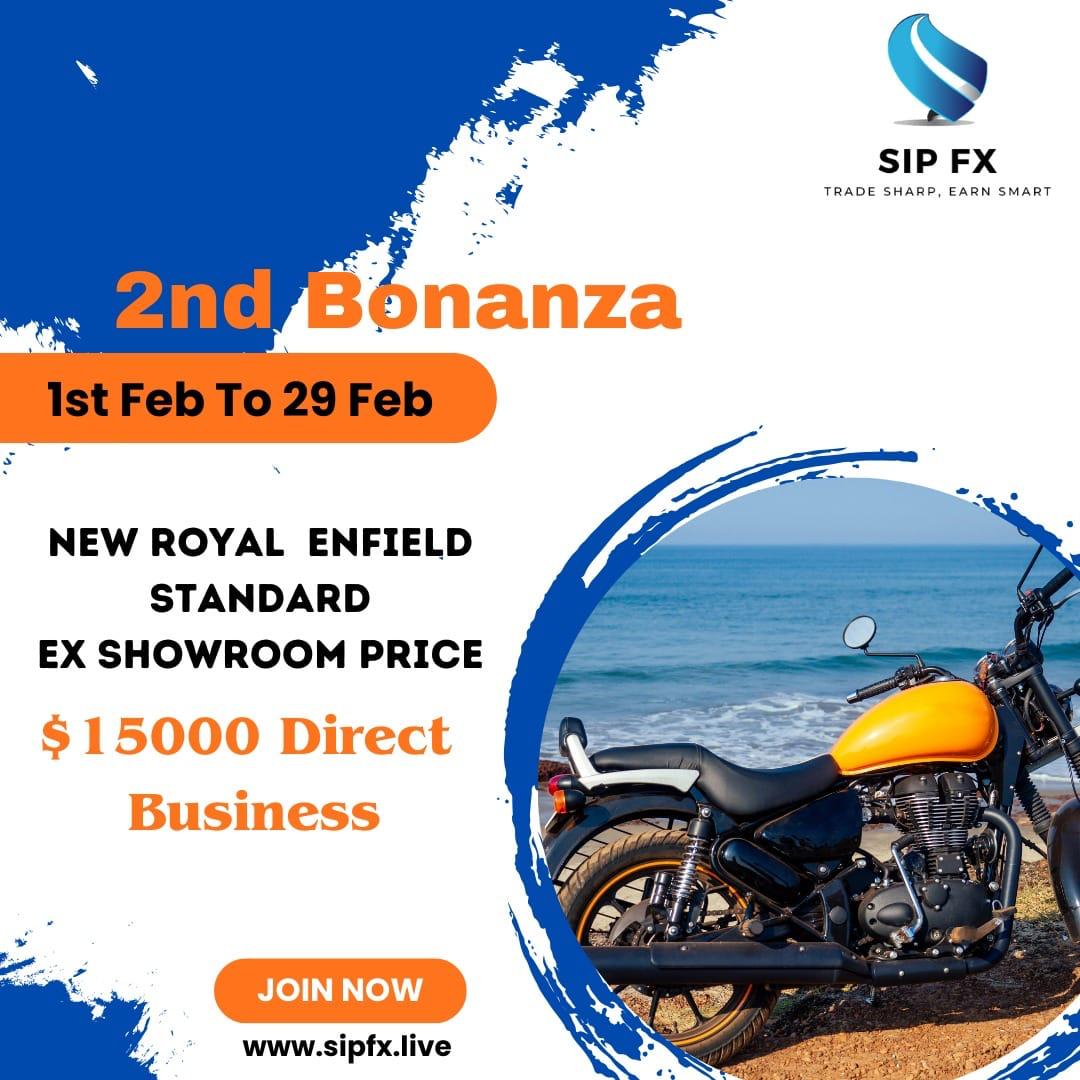 SIP FX
TRADE SHARP, EARN SMART
2nd Bonanza
1st Feb To 29 Feb
NEW ROYAL ENFIELD
STANDARD
EX SHOWROOM PRICE
$15000 Direct
Business
JOIN NOW
www.sipfx.live